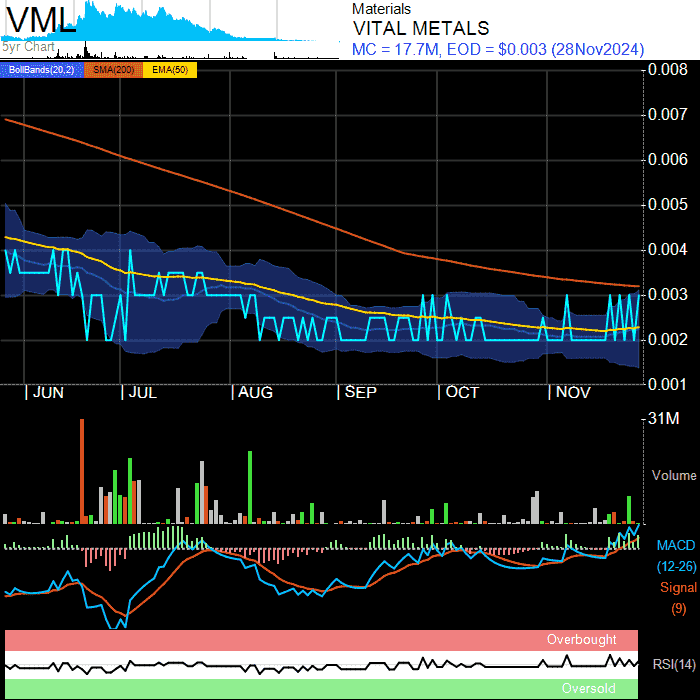 VML
5yr Chart
Materials
VITAL METALS
MC = 17.7M, EOD = $0.003 (28Nov2024)
BollBands(20,2) SMA(200) EMA(50)
0.008
0.007
0.006
0.005
0.004
0.003
0.002
0.001
JUN JUL AUG SEP OCT NOV
31M
Volume
MACD
(12-26)
Signal
(9)
Overbought
RSI(14)
Oversold